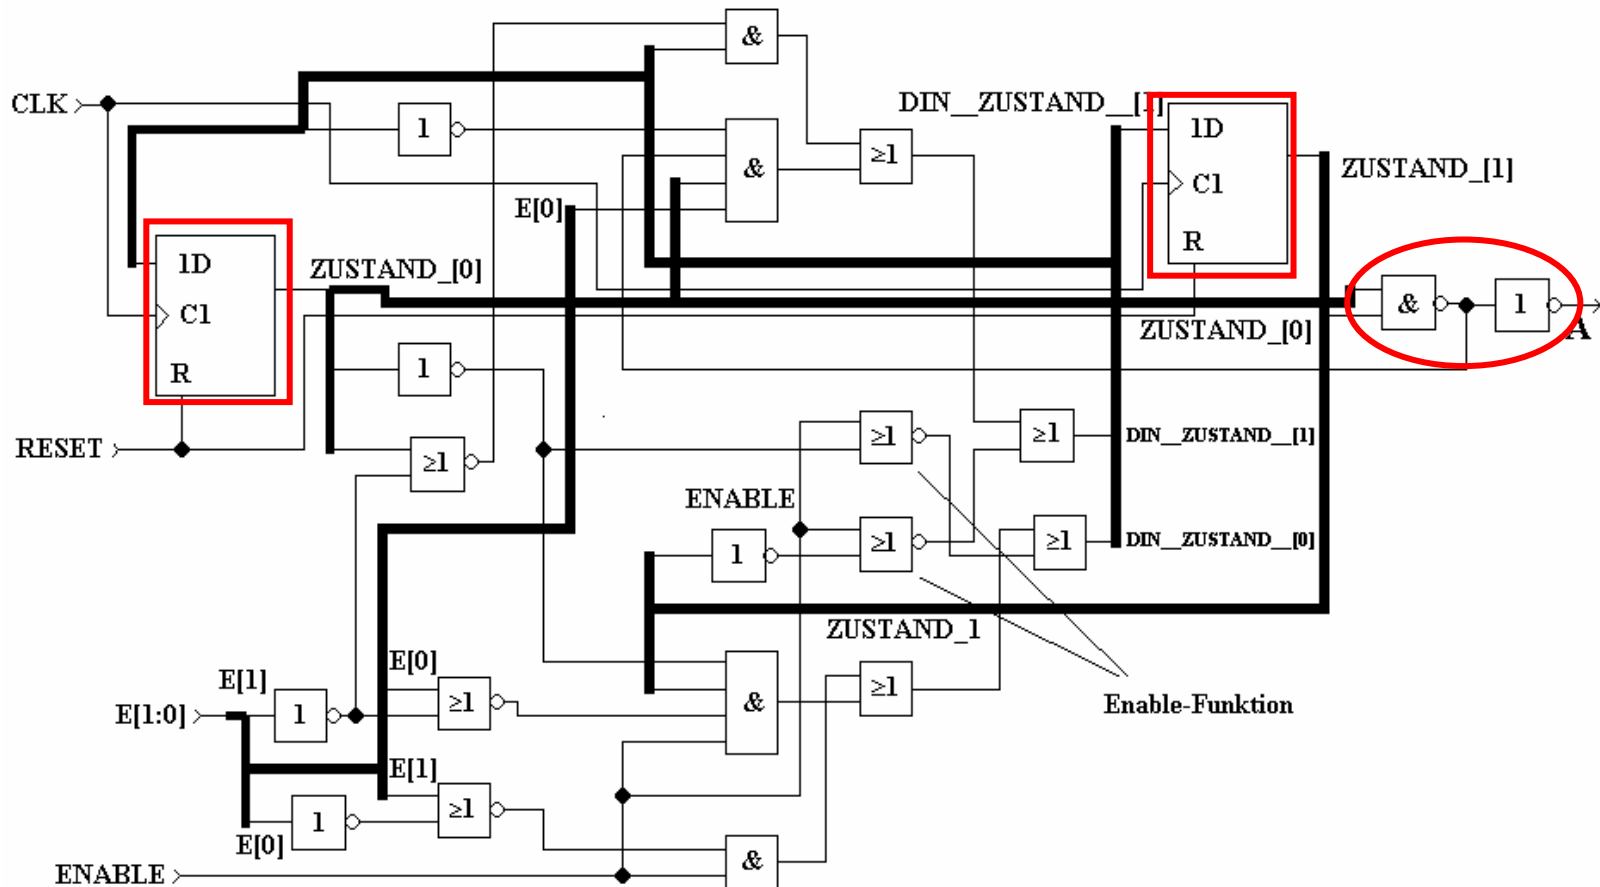 &
CLK
1
&
≥1
DIN__ZUSTAND__[1]
1D
C1
R
ZUSTAND_[1]
E[0]
1D
C1
R
ZUSTAND_[0]
ZUSTAND_[0]
&
1
A
1
RESET
≥1
≥1
≥1
DIN__ZUSTAND__[1]
ENABLE
1
≥1
≥1
DIN__ZUSTAND__[0]
ZUSTAND_1
E[0]
E[1]
E[1:0]
1
≥1
&
≥1
Enable-Funktion
E[1]
1
≥1
E[0]
&
ENABLE